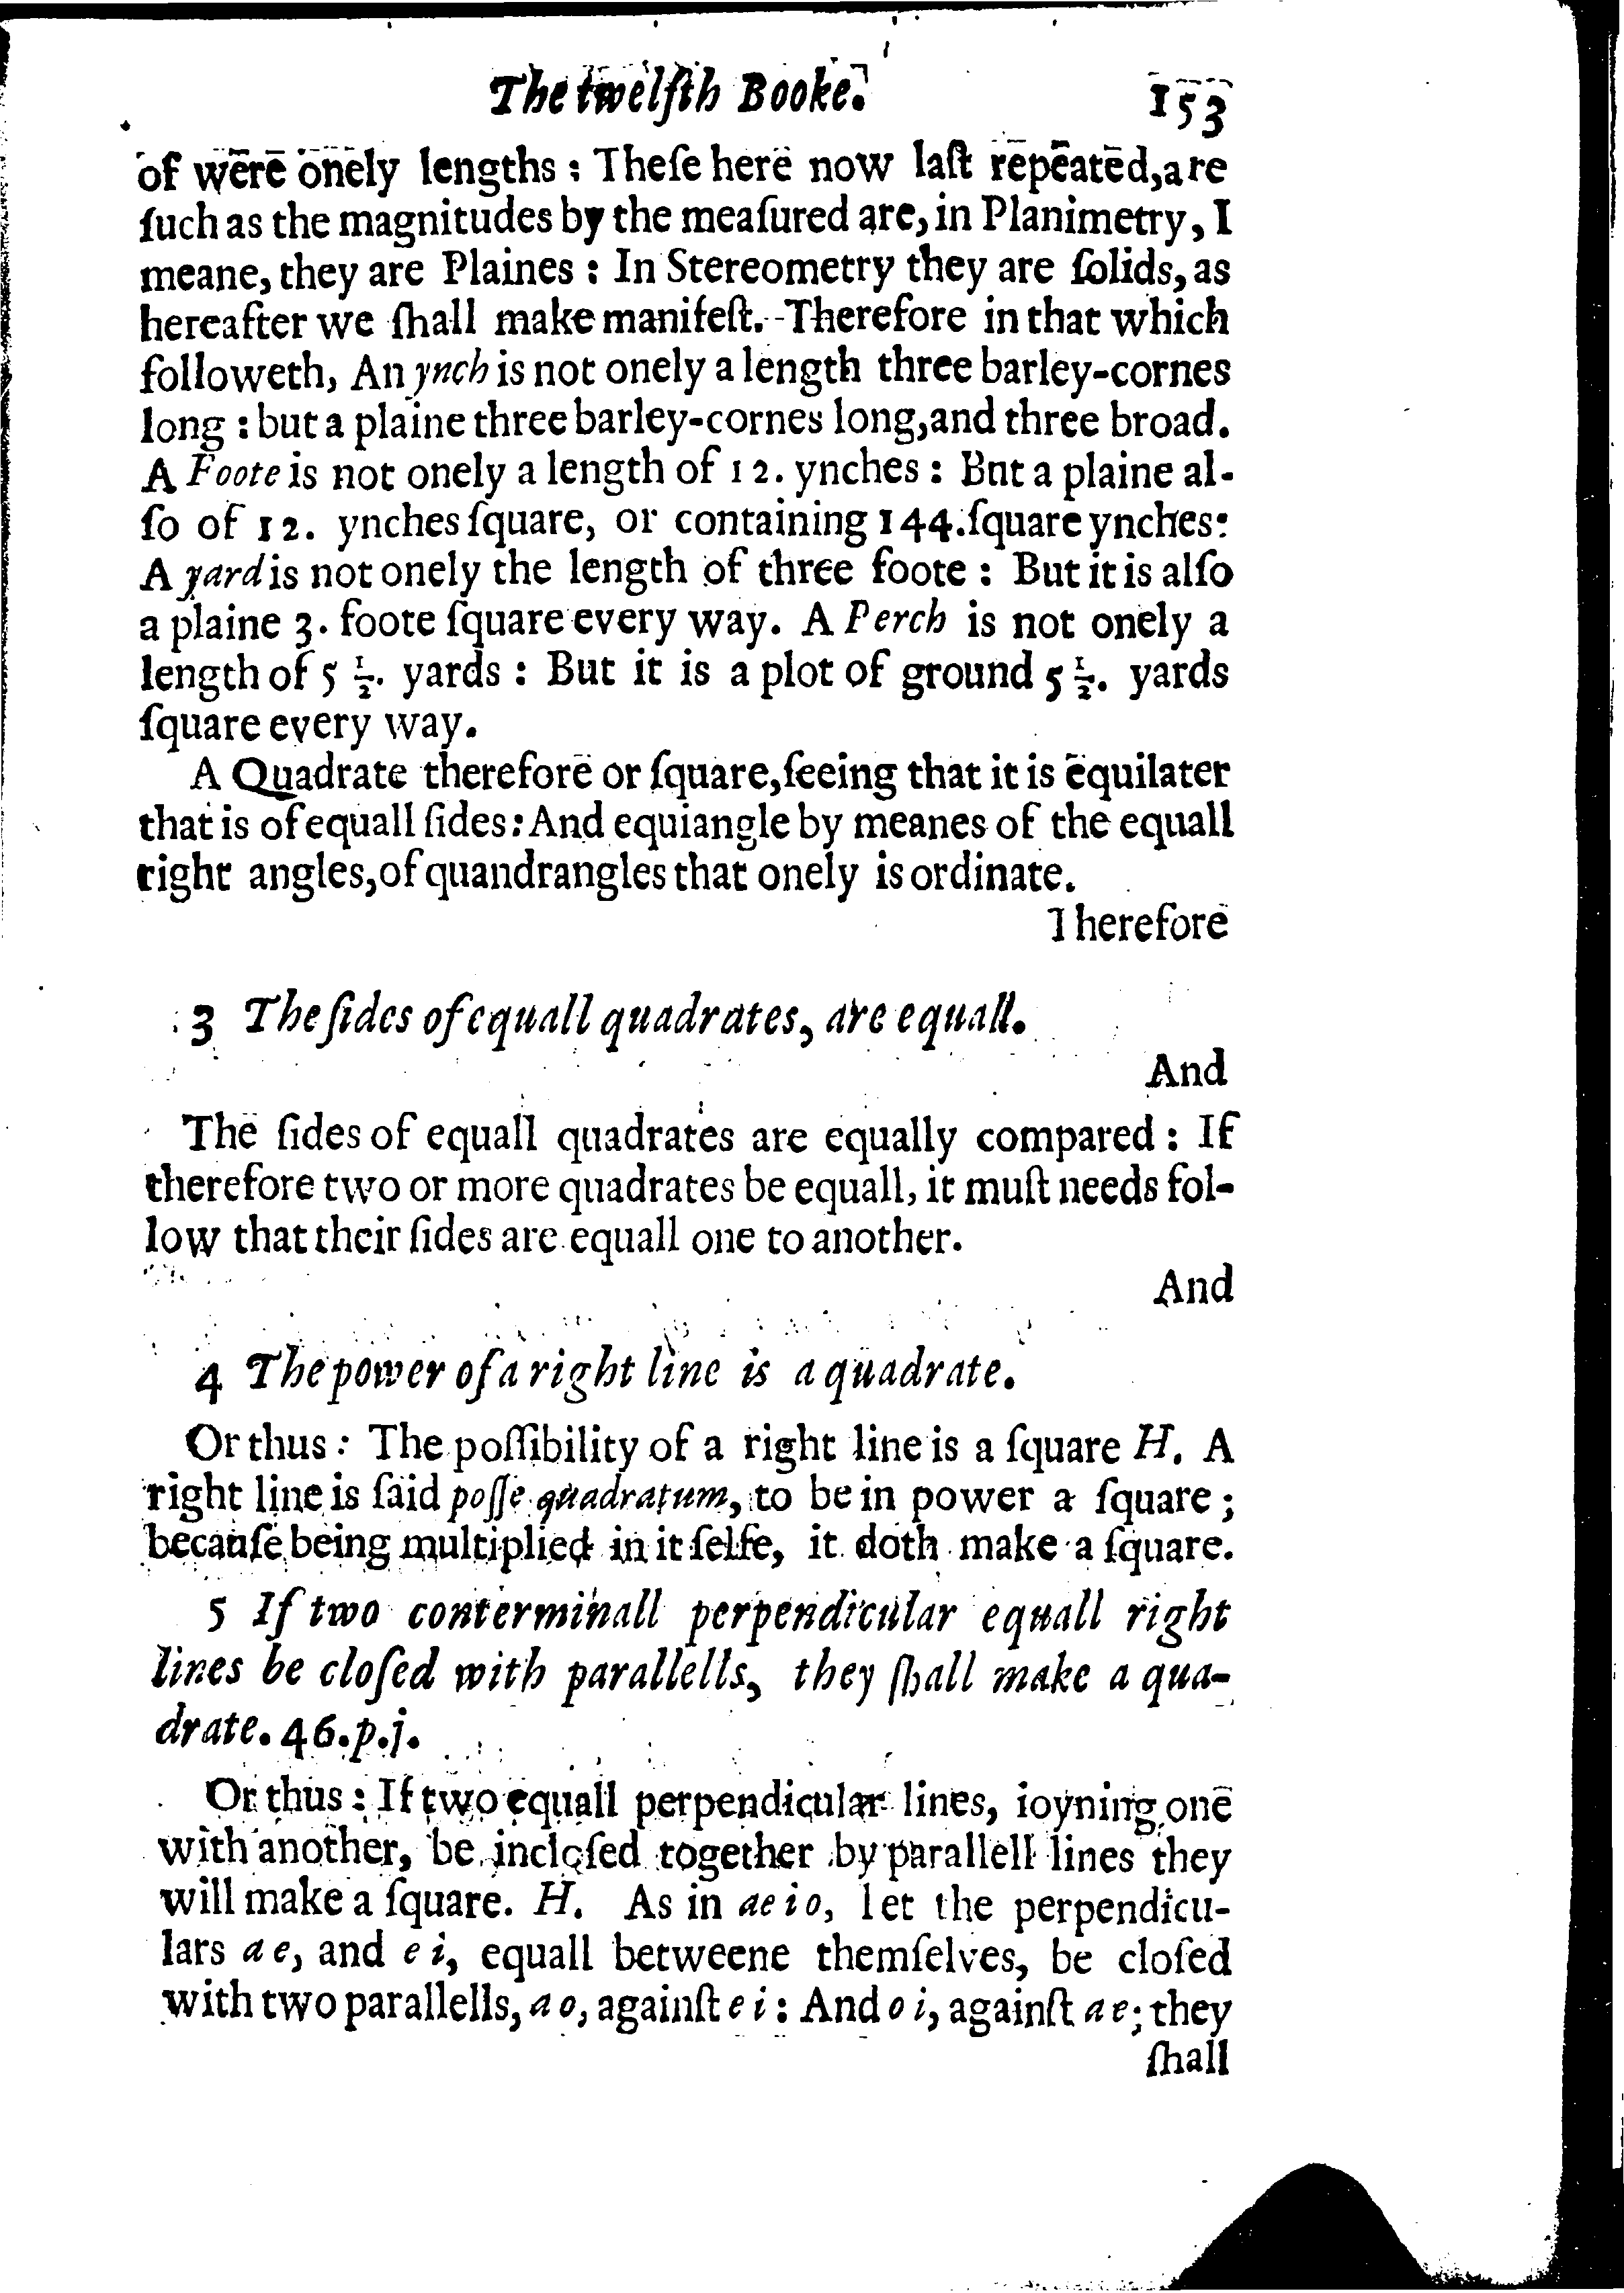 The twelfth Booke. 153
of were onely lengths : Theſe here now laſt repeated, are
ſuch as the magnitudes by the meaſured are, in Planimetry, I
meane, they are Plaines : In Stereometry they are ſolids, as
hereafter we ſhall make manifeſt. Therefore in that which
followeth, An ynch is not onely a length three barley-cornes
long : but a plaine three barley-cornes long, and three broad.
A Foote is not onely a length of 12. ynches : Bnt a plaine al-
ſo of 12. ynches ſquare, or containing 144. ſquare ynches:
A yard is not onely the length of three foote : But it is alſo
a plaine 3. foote ſquare every way. A Perch is not onely a
length of 5 ½. yards : But it is a plot of ground 5 ½. yards
ſquare every way.
A Quadrate therefore or ſquare, ſeeing that it is equilater
that is of equall ſides: And equiangle by meanes of the equall
right angles, of quandrangles that onely is ordinate.
Therefore
3 The ſides of equall quadrates, are equall.
And
The ſides of equall quadrates are equally compared : If
therefore two or more quadrates be equall, it muſt needs fol-
low that their ſides are equall one to another.
And
4 The power of a right line is a quadrate.
Or thus : The poſſibility of a right line is a ſquare H. A
right line is ſaid poſſe quadratum, to be in power a ſquare ;
becauſe being multiplied in it ſelfe, it doth make a ſquare.
5 If two conterminall perpendicular equall right
lines be cloſed with parallells, they ſhall make a qua-
drate. 46. p. j.
Or thus : If two equall perpendicular lines, ioyning one
with another, be incloſed together by parallell lines they
will make a ſquare. H. As in ae i o, let the perpendicu-
lars a e, and e i, equall betweene themſelves, be cloſed
with two parallells, a o, againſt e i : And o i, againſt a e; they
ſhall